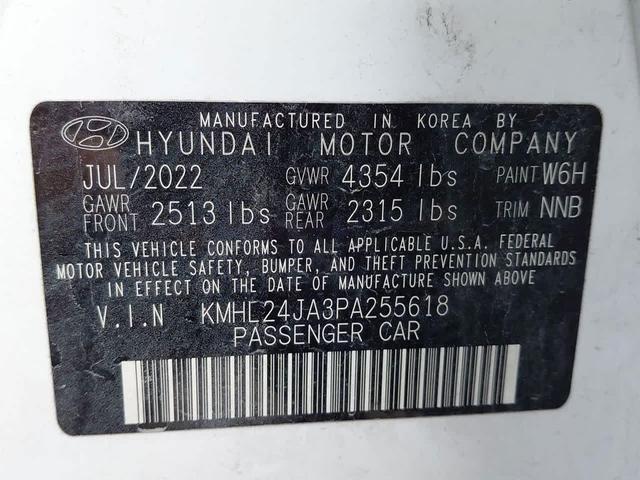 MANUFACTURED IN KOREA BY
HYUNDAI MOTOR COMPANY
JUL/2022 GVWR 4354 lbs PAINT W6H
GAWR FRONT 2513 lbs GAWR REAR 2315 lbs TRIM NNB
THIS VEHICLE CONFORMS TO ALL APPLICABLE U.S.A. FEDERAL
MOTOR VEHICLE SAFETY, BUMPER, AND THEFT PREVENTION STANDARDS
IN EFFECT ON THE DATE OF MANUFACTURE SHOWN ABOVE.
V.I.N KMHL24JA3PA255618
PASSENGER CAR